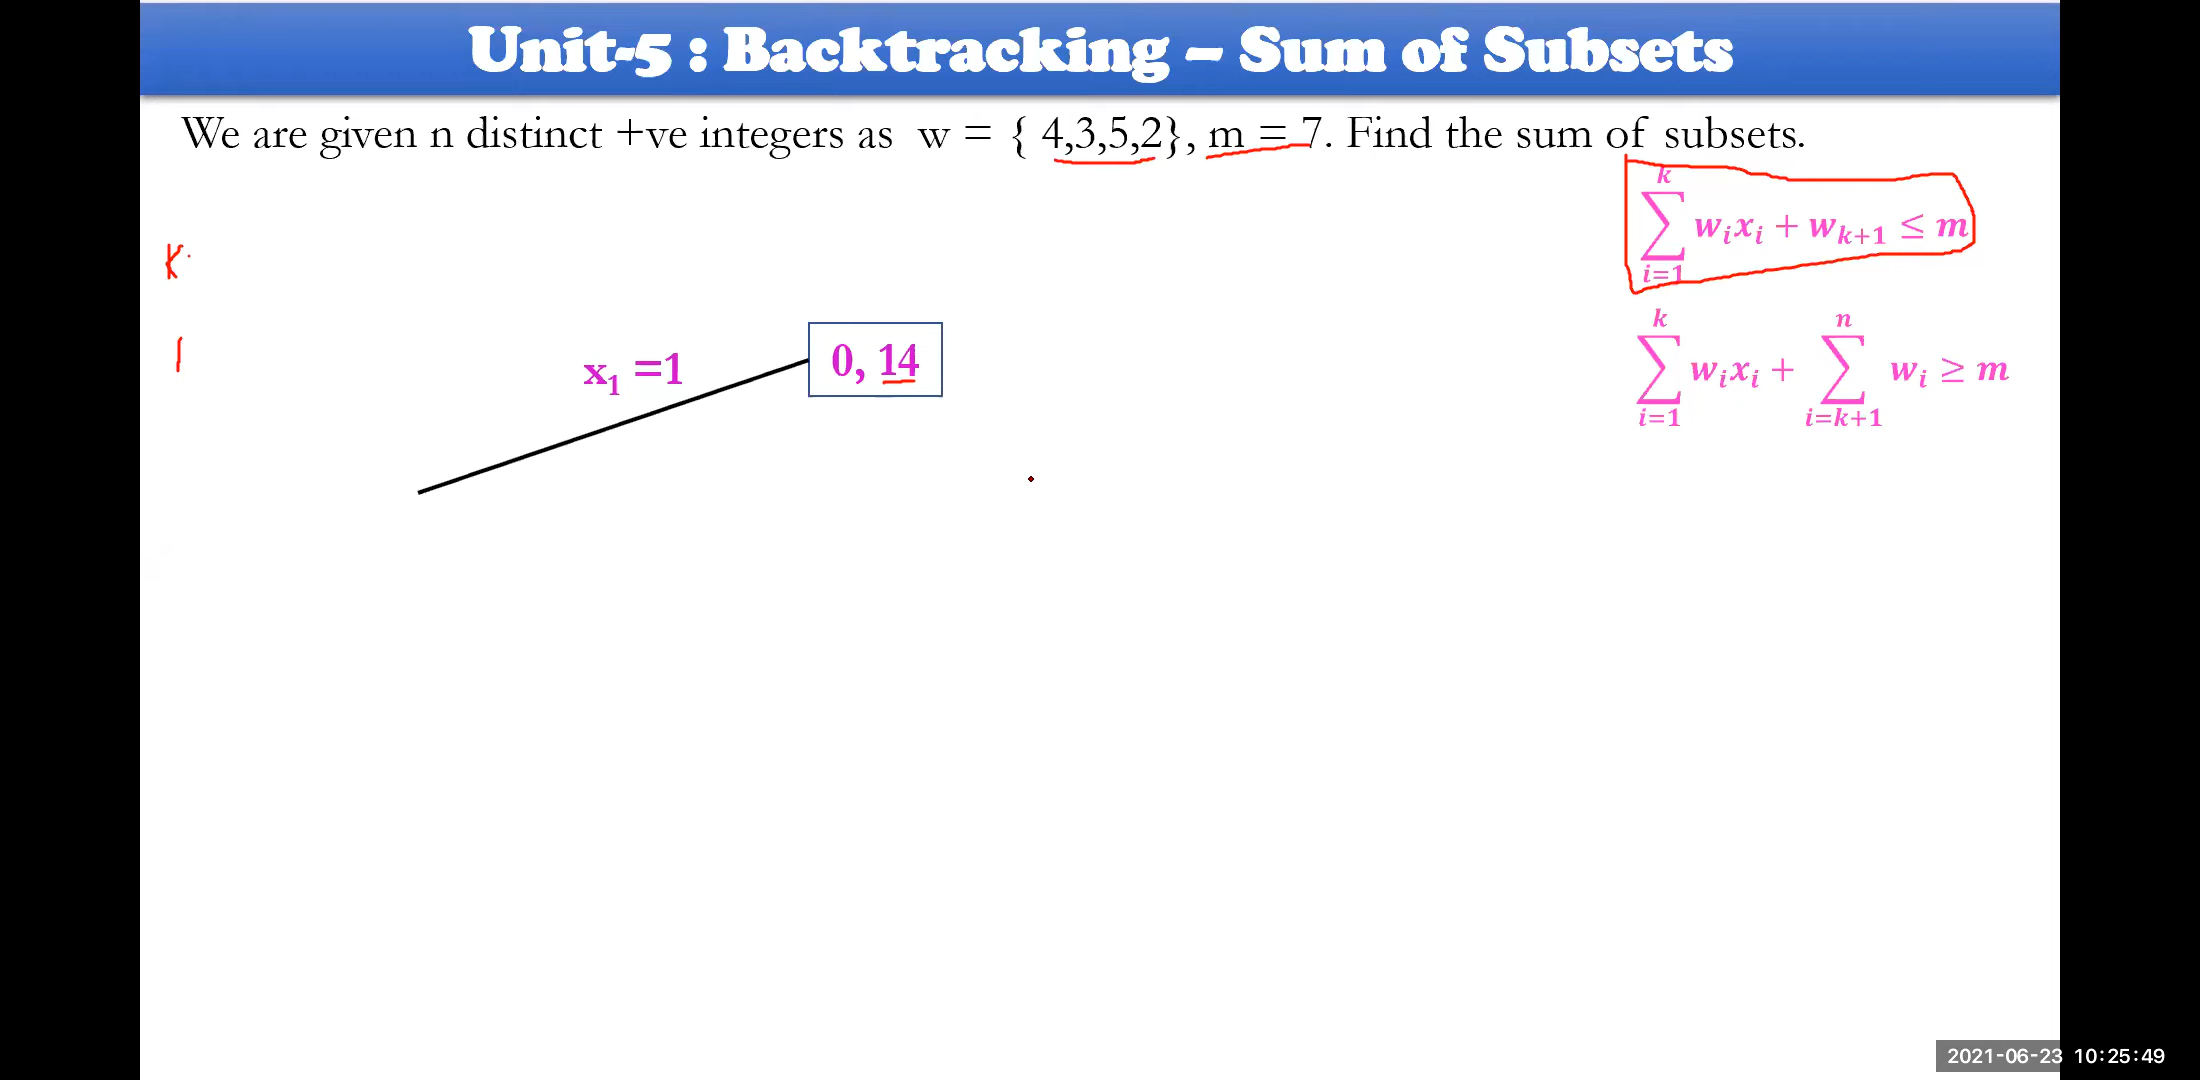 Unit-5 : Backtracking – Sum of Subsets
We are given n distinct +ve integers as w = { 4,3,5,2}, m = 7. Find the sum of subsets.
k
∑ wᵢxᵢ + wₖ₊₁ ≤ m
i=1
K
k n
∑ wᵢxᵢ + ∑ wᵢ ≥ m
i=1 i=k+1
1
x₁ =1
0, 14
2021-06-23 10:25:49